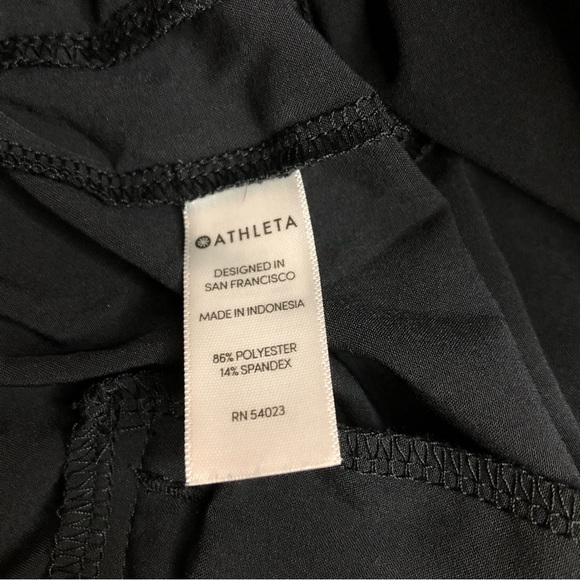 ATHLETA
DESIGNED IN
SAN FRANCISCO
MADE IN INDONESIA
86% POLYESTER
14% SPANDEX
RN 54023